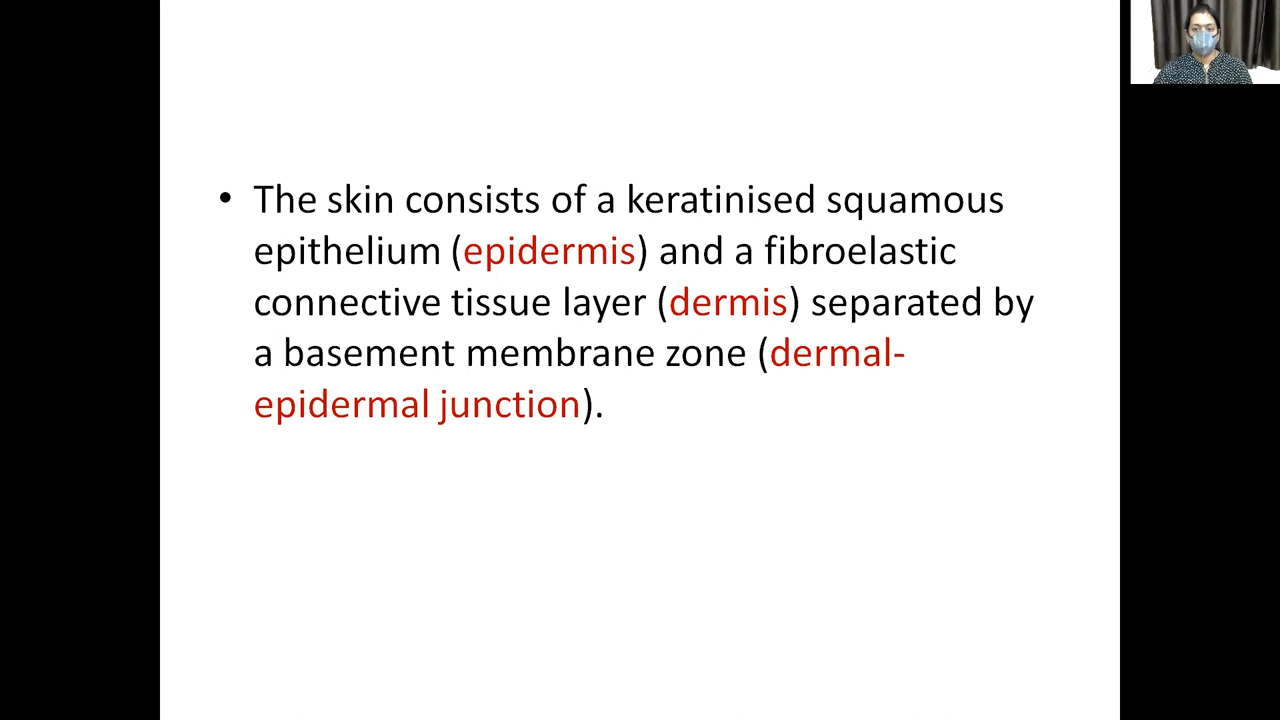 • The skin consists of a keratinised squamous
epithelium (epidermis) and a fibroelastic
connective tissue layer (dermis) separated by
a basement membrane zone (dermal-
epidermal junction).